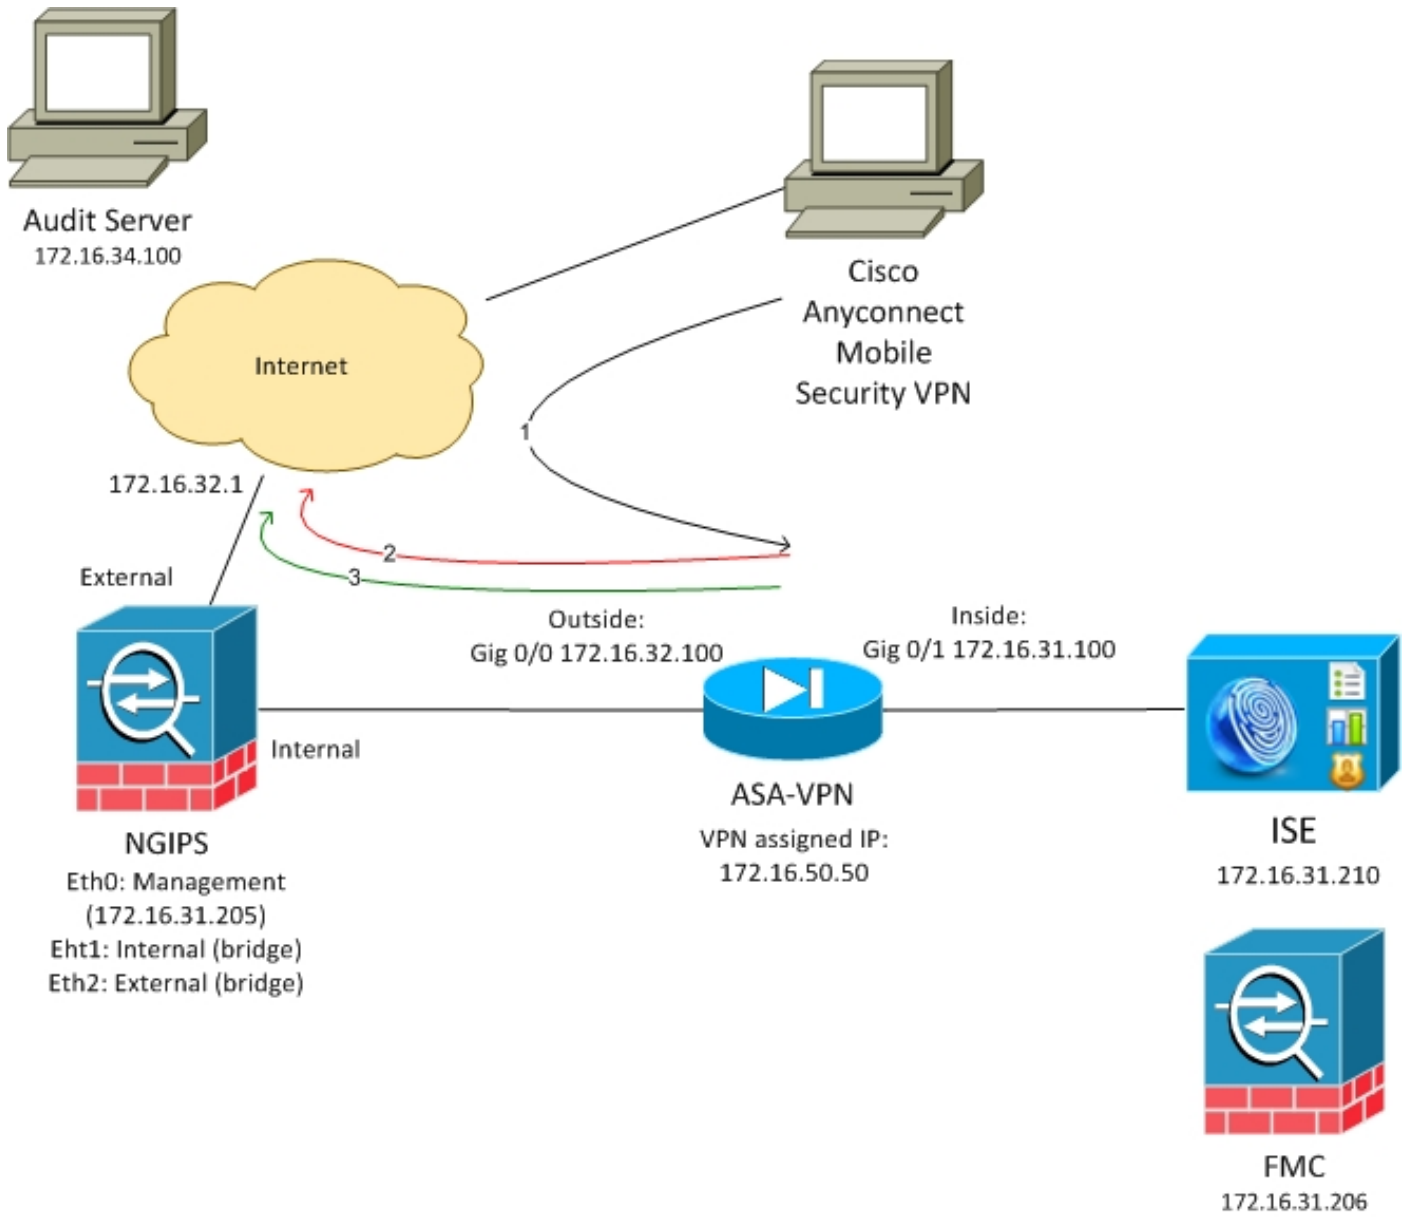 Audit Server
172.16.34.100
Cisco
Anyconnect
Mobile
Security VPN
Internet
1
172.16.32.1
2
3
External
Outside:
Gig 0/0 172.16.32.100
Inside:
Gig 0/1 172.16.31.100
Internal
NGIPS
Eth0: Management
(172.16.31.205)
Eht1: Internal (bridge)
Eth2: External (bridge)
ASA-VPN
VPN assigned IP:
172.16.50.50
ISE
172.16.31.210
FMC
172.16.31.206